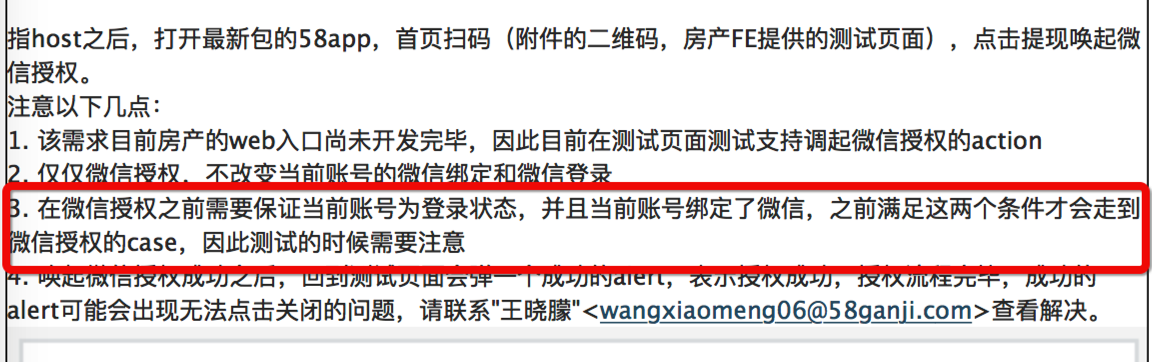 指host之后，打开最新包的58app，首页扫码（附件的二维码，房产FE提供的测试页面），点击提现唤起微
信授权。
注意以下几点：
1. 该需求目前房产的web入口尚未开发完毕，因此目前在测试页面测试支持调起微信授权的action
2. 仅仅微信授权，不改变当前账号的微信绑定和微信登录
3. 在微信授权之前需要保证当前账号为登录状态，并且当前账号绑定了微信，之前满足这两个条件才会走到
微信授权的case，因此测试的时候需要注意
4. 唤起微信授权成功之后，回到测试页面会弹一个成功的alert，表示授权成功，授权流程完毕，成功的
alert可能会出现无法点击关闭的问题，请联系"王晓朦"<wangxiaomeng06@58ganji.com>查看解决。